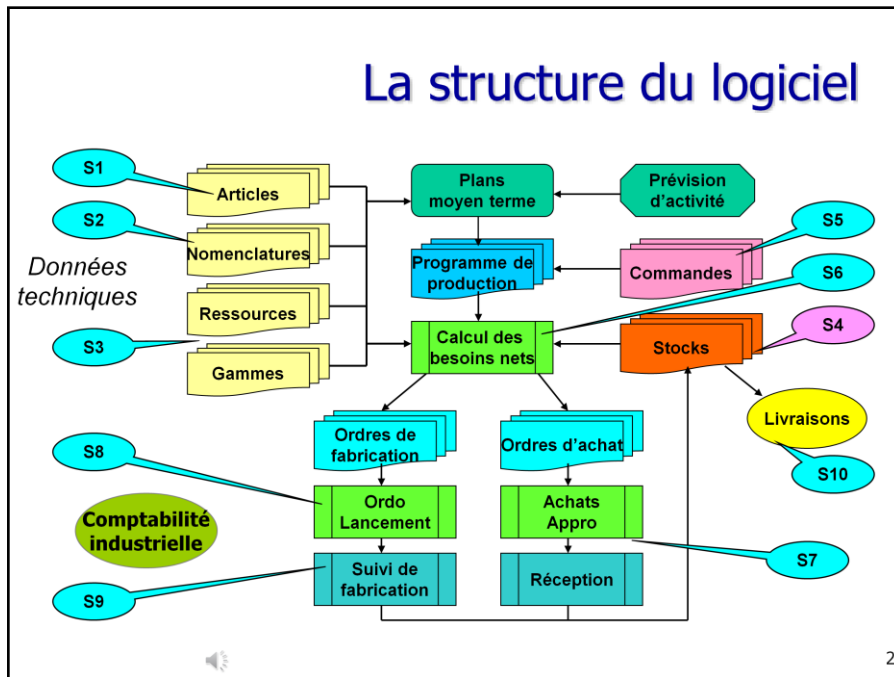 La structure du logiciel
S1
Articles
Plans
moyen terme
Prévision
d'activité
S2
Nomenclatures
Programme de
production
Commandes
S5
S6
Données
techniques
Ressources
S3
Gammes
Calcul des
besoins nets
Stocks
S4
Livraisons
S10
Ordres de
fabrication
Ordres d'achat
S8
Ordo
Lancement
Achats
Appro
Comptabilité
industrielle
S7
S9
Suivi de
fabrication
Réception
2